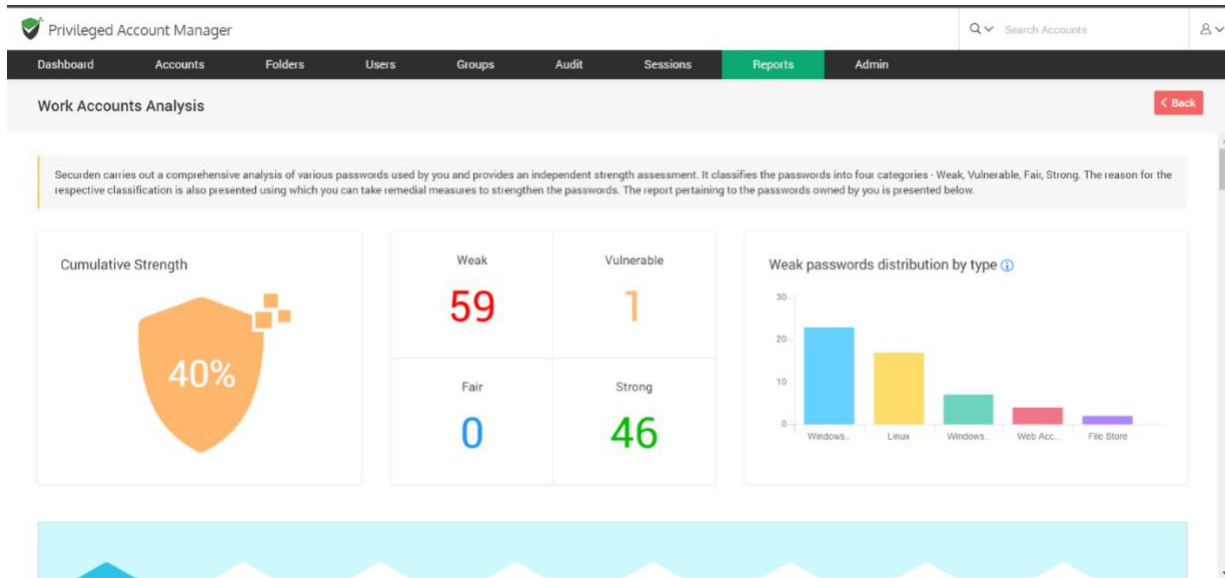 Privileged Account Manager
Search Accounts
Dashboard Accounts Folders Users Groups Audit Sessions Reports Admin
Work Accounts Analysis
< Back
Securden carries out a comprehensive analysis of various passwords used by you and provides an independent strength assessment. It classifies the passwords into four categories - Weak, Vulnerable, Fair, Strong. The reason for the
respective classification is also presented using which you can take remedial measures to strengthen the passwords. The report pertaining to the passwords owned by you is presented below.
Cumulative Strength
40%
Weak
59
Vulnerable
1
Fair
0
Strong
46
Weak passwords distribution by type
30
20
10
0
Windows.. Linux Windows.. Web Acc.. File Store